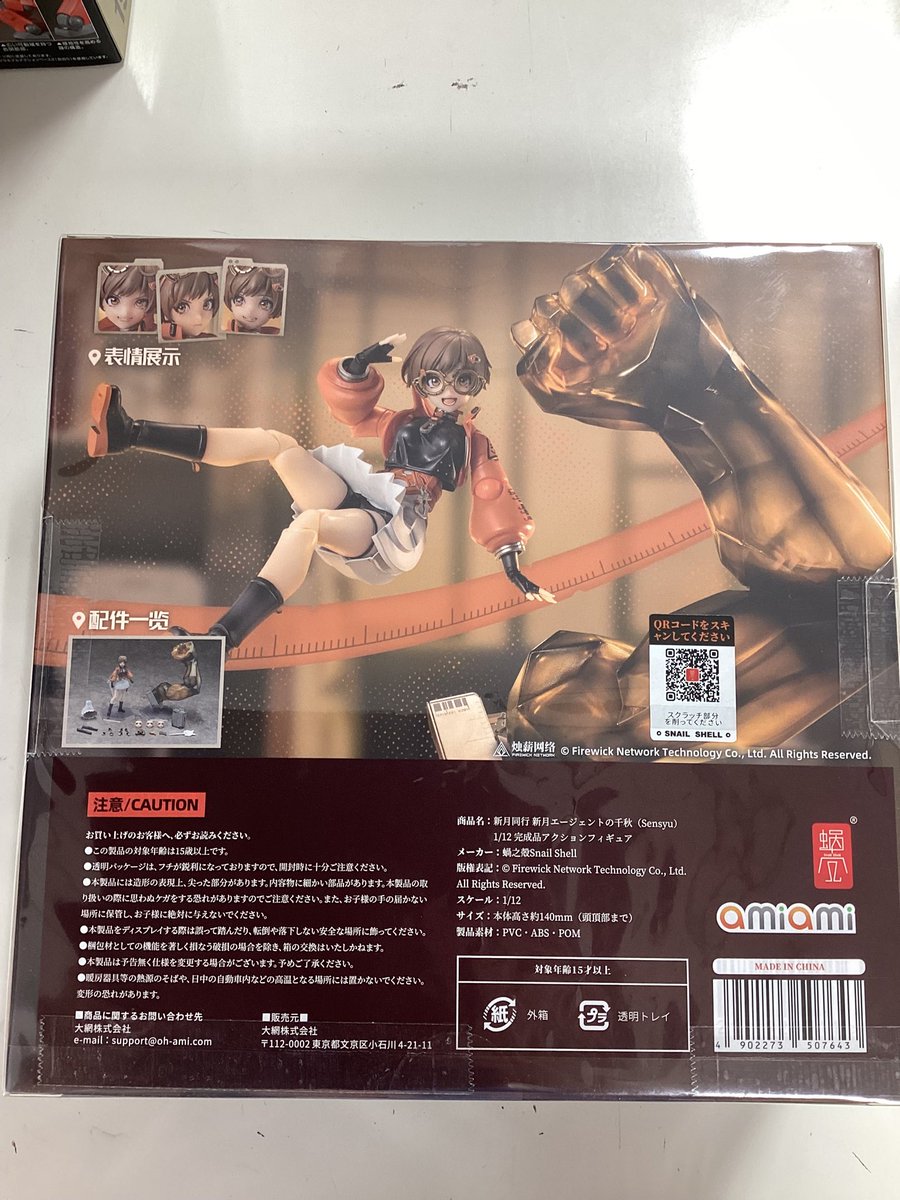 表情展示
配件一览
QRコードをスキ
ャンしてください
スクラッチ部分
を削ってください
SNAIL SHELL
烛薪网络
FIREWICK NETWORK
© Firewick Network Technology Co., Ltd. All Rights Reserved.
注意/CAUTION
お買い上げのお客様へ、必ずお読みください。
●この製品の対象年齢は15歳以上です。
●透明パッケージは、フチが鋭利になっておりますので、開封時に十分ご注意ください。
●本製品には造形の表現上、尖った部分があります。内容物に細かい部品があります。本製品の取
り扱いの際に思わぬケガをする恐れがありますのでご注意ください。また、お子様の手の届かない
場所に保管し、お子様に絶対に与えないでください。
●本製品をディスプレイする際は誤って踏んだり、転倒や落下しない安全な場所に飾ってください。
●梱包材としての機能を著しく損なう破損の場合を除き、箱の交換はいたしかねます。
●本製品は予告無く仕様を変更する場合がございます。予めご了承ください。
●暖房器具等の熱源のそばや、日中の自動車内などの高温となる場所には置かないでください。
変形の恐れがあります。
■商品に関するお問い合わせ先
大網株式会社
e-mail：support@oh-ami.com
■販売元■
大網株式会社
〒112-0002 東京都文京区小石川 4-21-11
商品名：新月同行 新月エージェントの千秋（Sensyu）
1/12 完成品アクションフィギュア
メーカー：蝸之殼Snail Shell
版権表記：© Firewick Network Technology Co., Ltd.
All Rights Reserved.
スケール：1/12
サイズ：本体高さ約140mm（頭頂部まで）
製品素材：PVC・ABS・POM
対象年齢15才以上
紙 外箱
プラ 透明トレイ
®
amiami
MADE IN CHINA
4 902273 507643